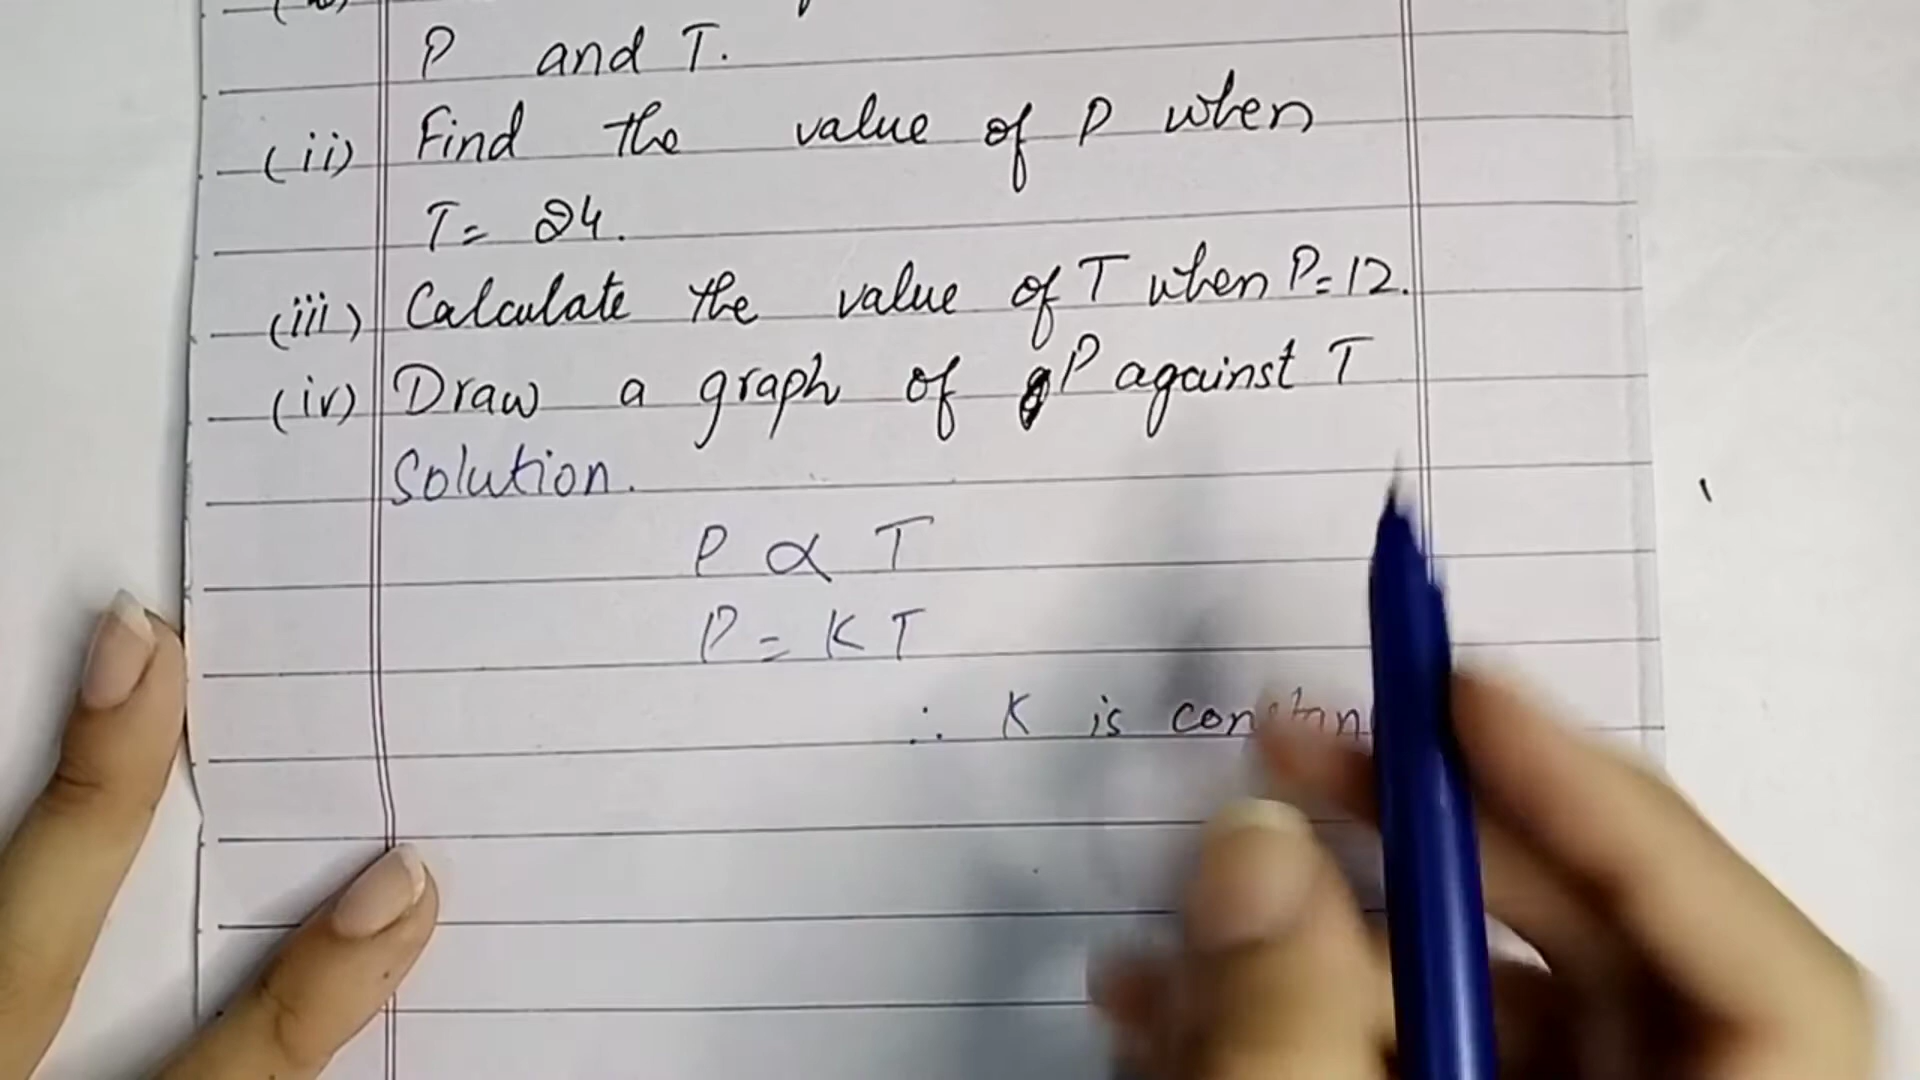 P and T.
(ii) Find the value of P when
T= 24.
(iii) Calculate the value of T when P=12.
(iv) Draw a graph of P against T
Solution.
P ∝ T
P = KT
∴ K is constan